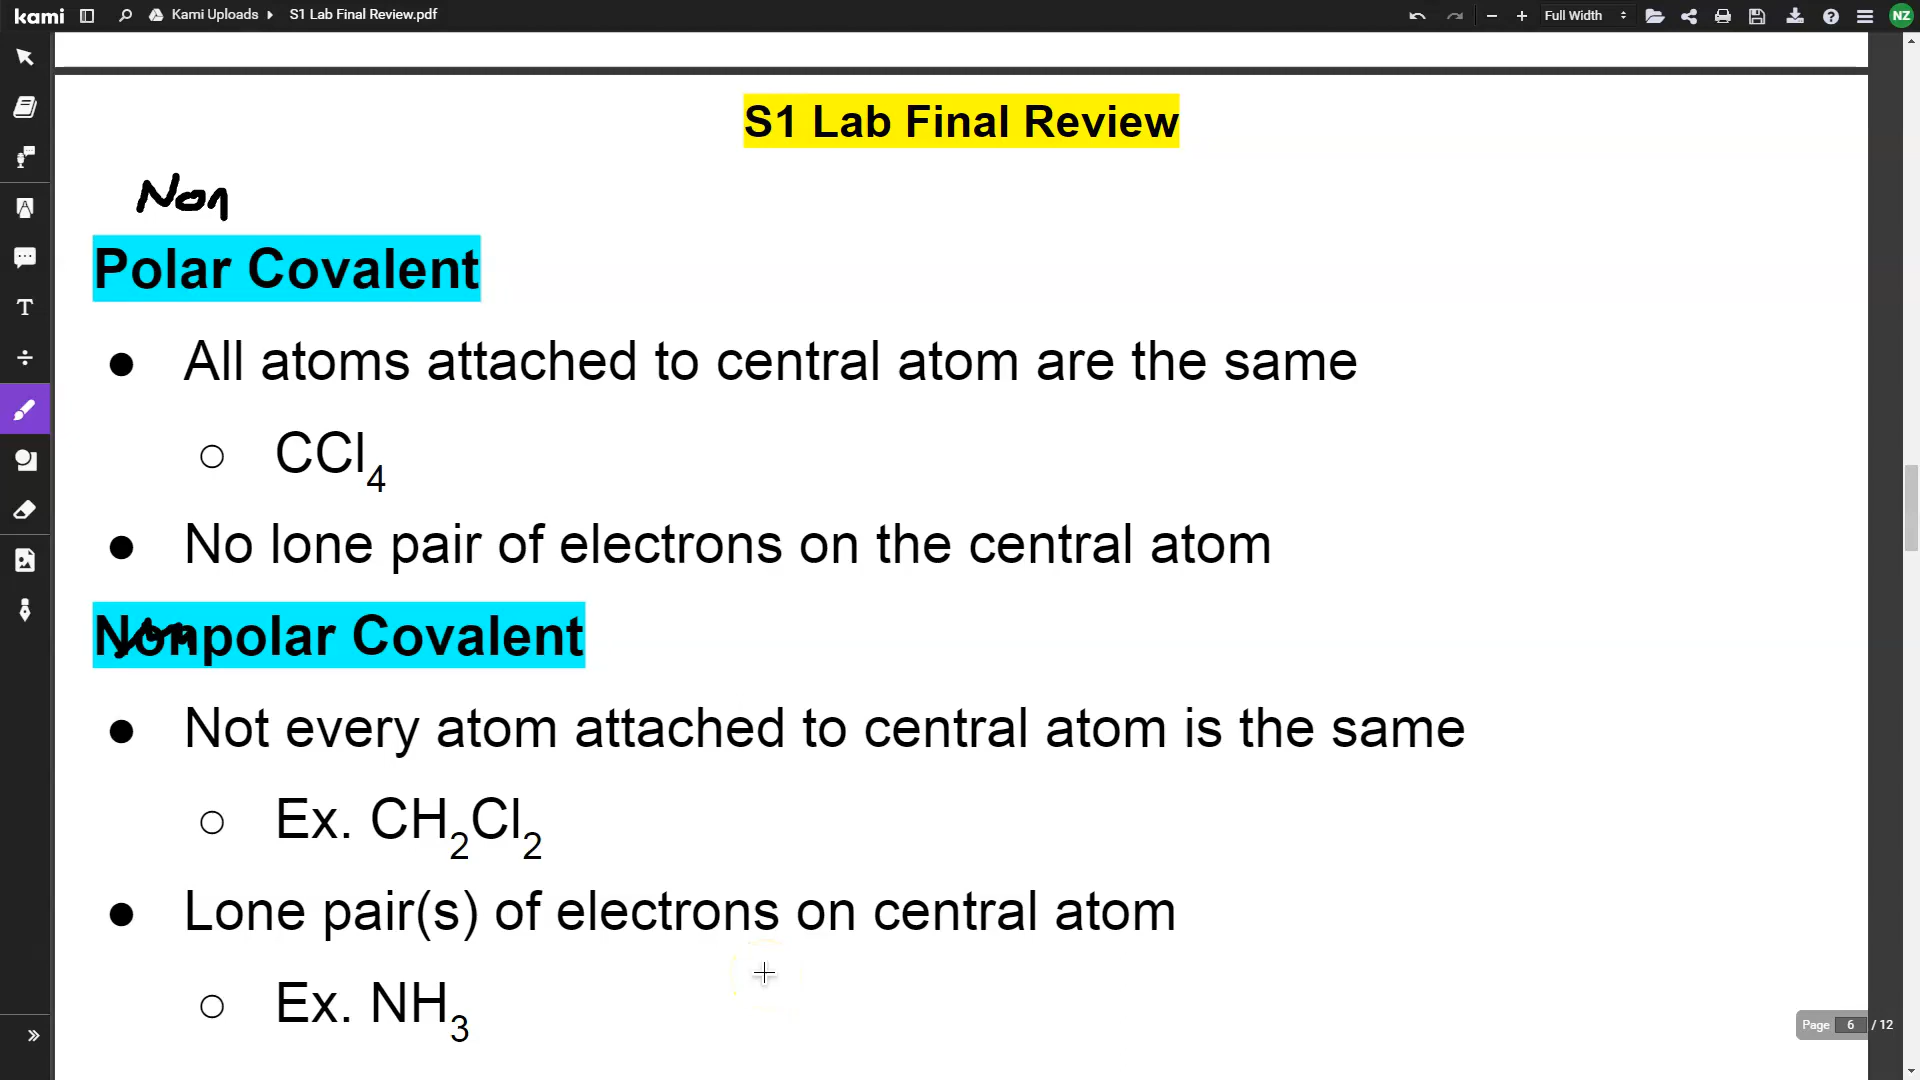 kami Kami Uploads S1 Lab Final Review.pdf Full Width NZ
S1 Lab Final Review
Non
Polar Covalent
● All atoms attached to central atom are the same
○ CCl₄
● No lone pair of electrons on the central atom
Nonpolar Covalent
● Not every atom attached to central atom is the same
○ Ex. CH₂Cl₂
● Lone pair(s) of electrons on central atom
○ Ex. NH₃
Page 6 / 12